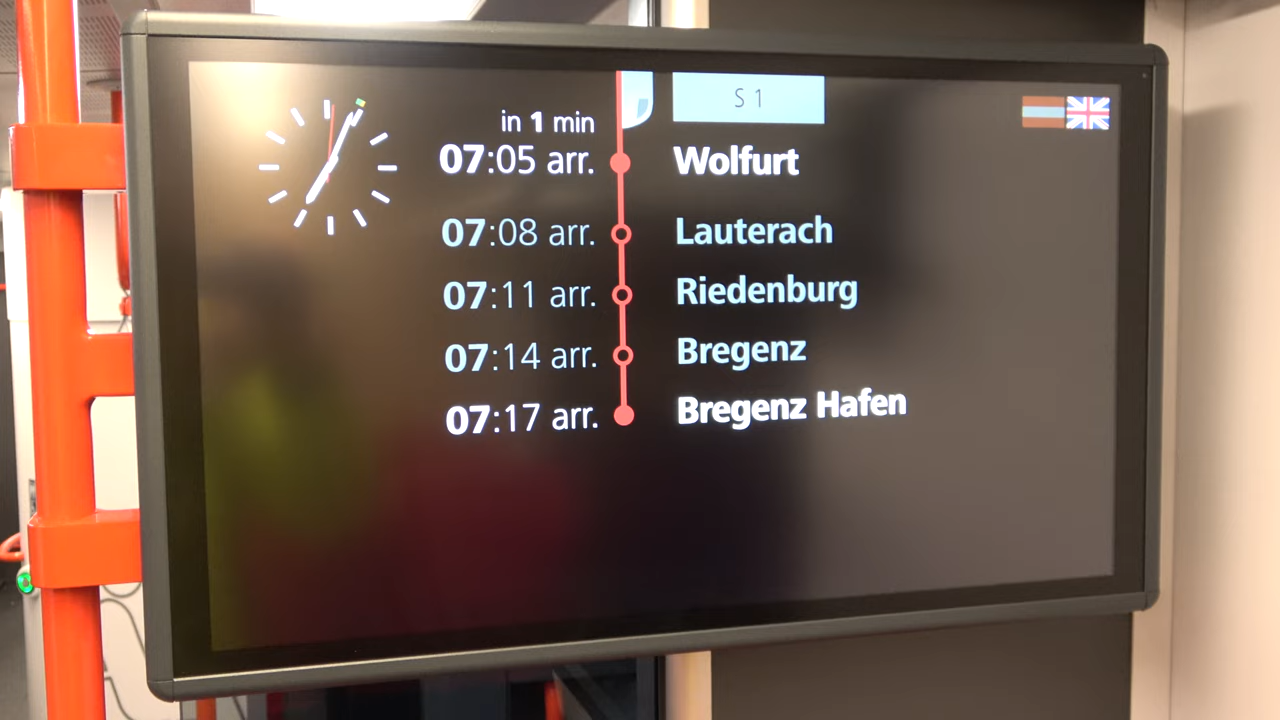 S 1
in 1 min
07:05 arr. Wolfurt
07:08 arr. Lauterach
07:11 arr. Riedenburg
07:14 arr. Bregenz
07:17 arr. Bregenz Hafen